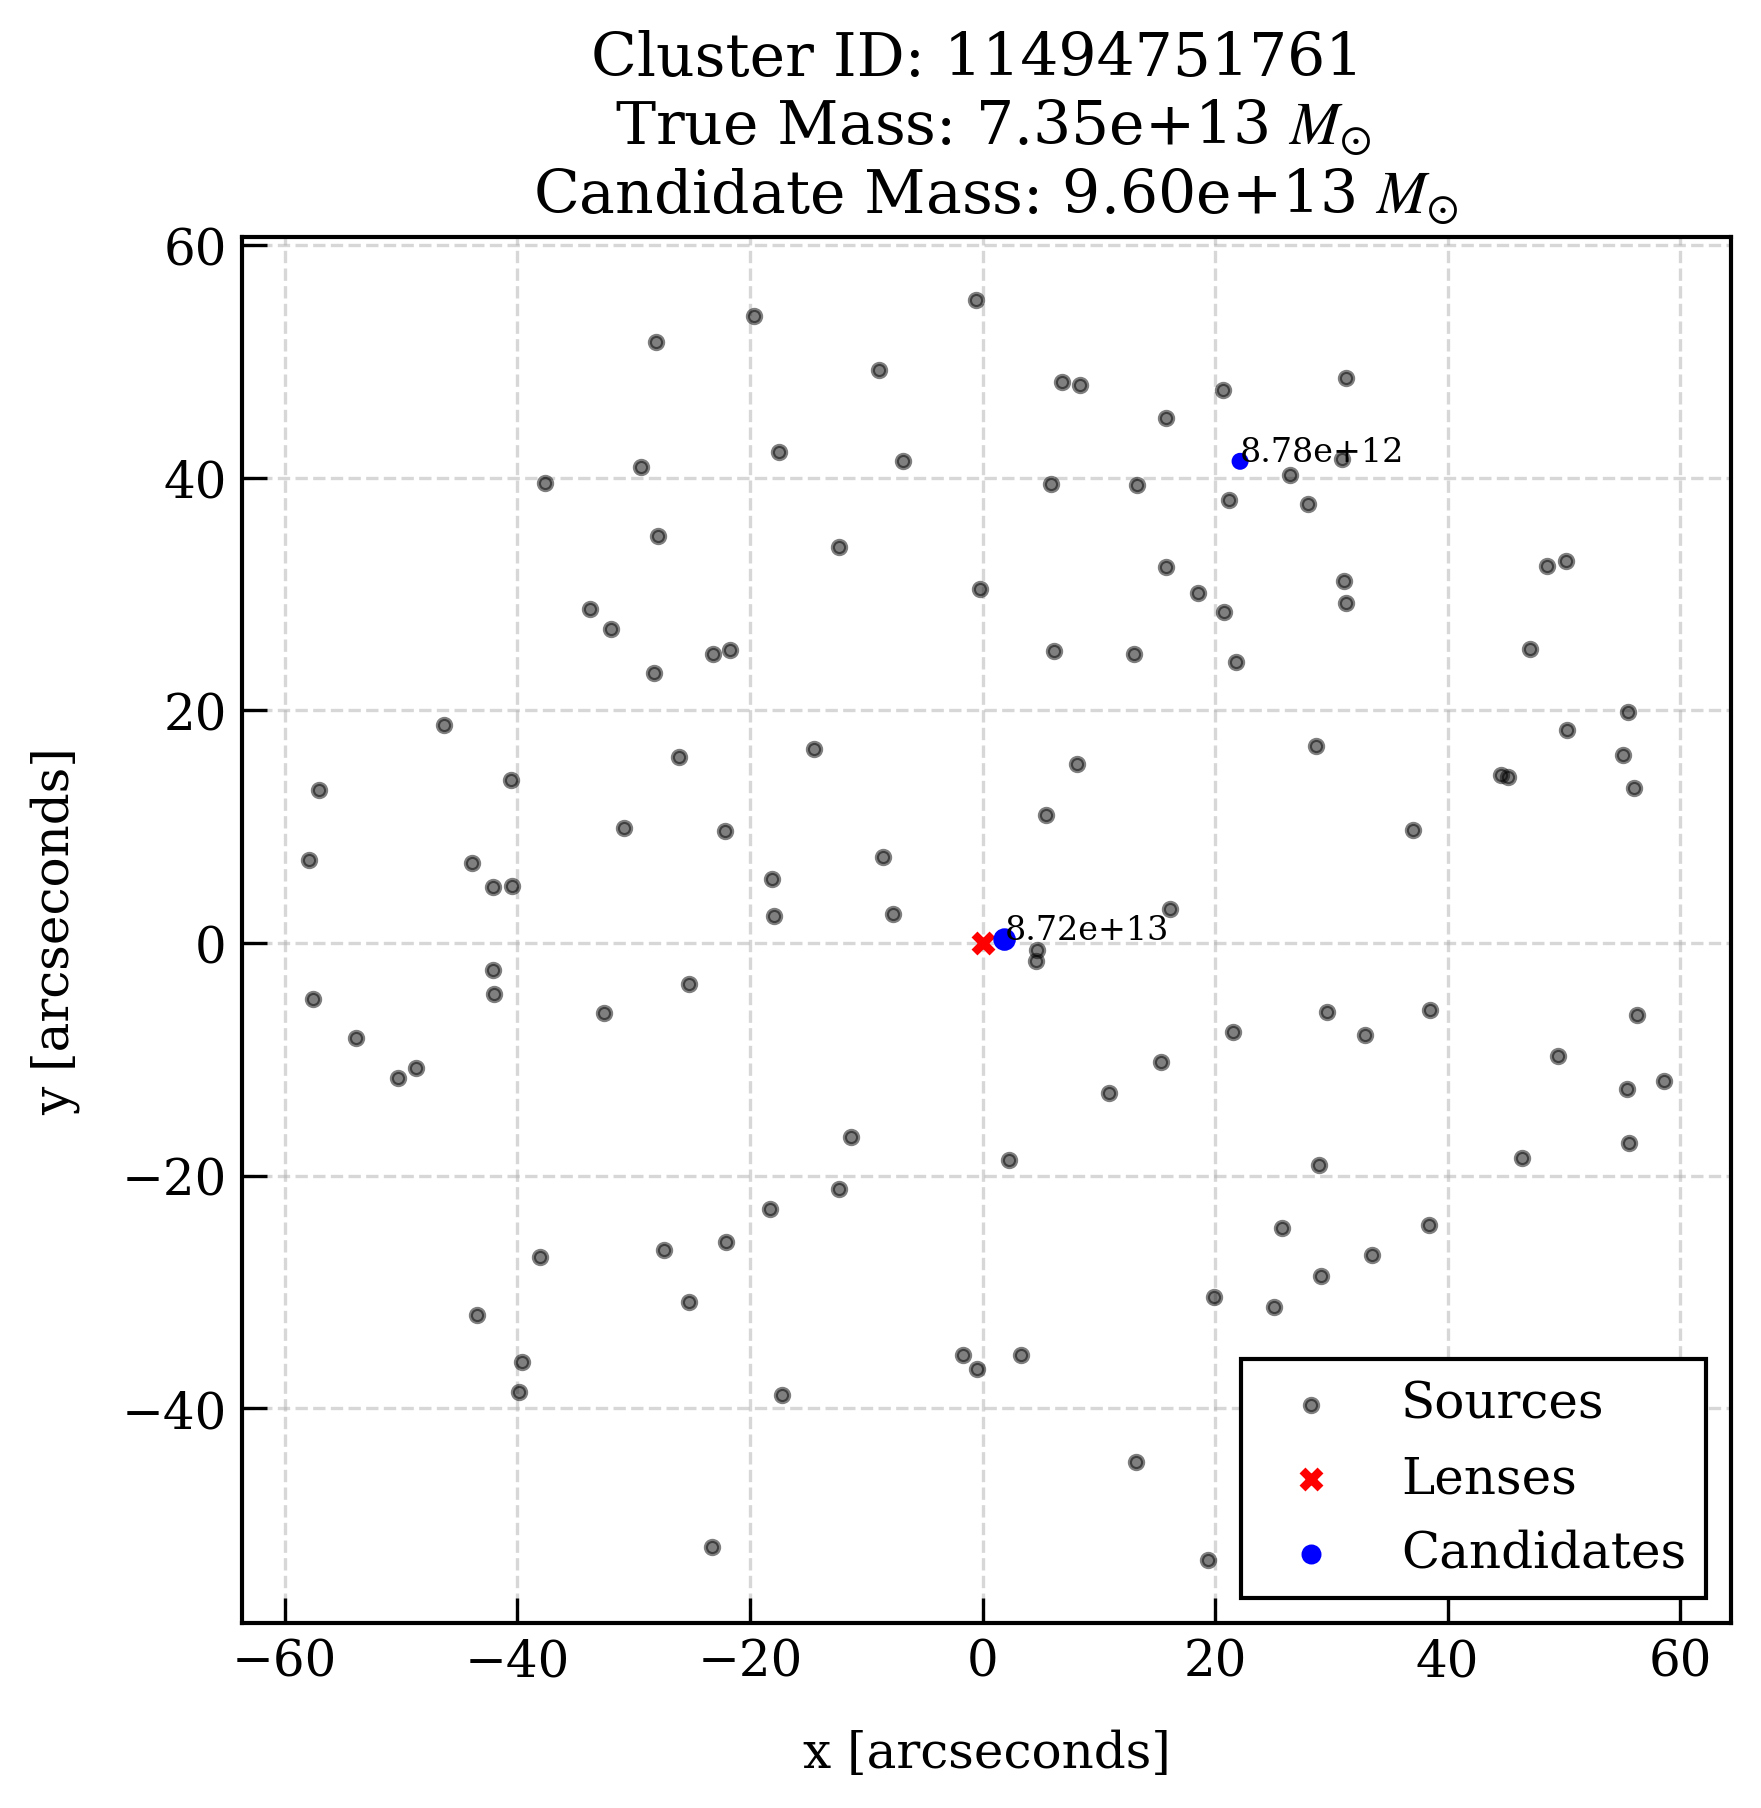 Cluster ID: 11494751761
True Mass: 7.35e+13 M⊙
Candidate Mass: 9.60e+13 M⊙
60
8.78e+12
40
20
y [arcseconds]
0
8.72e+13
−20
−40
Sources
Lenses
Candidates
−60 −40 −20 0 20 40 60
x [arcseconds]